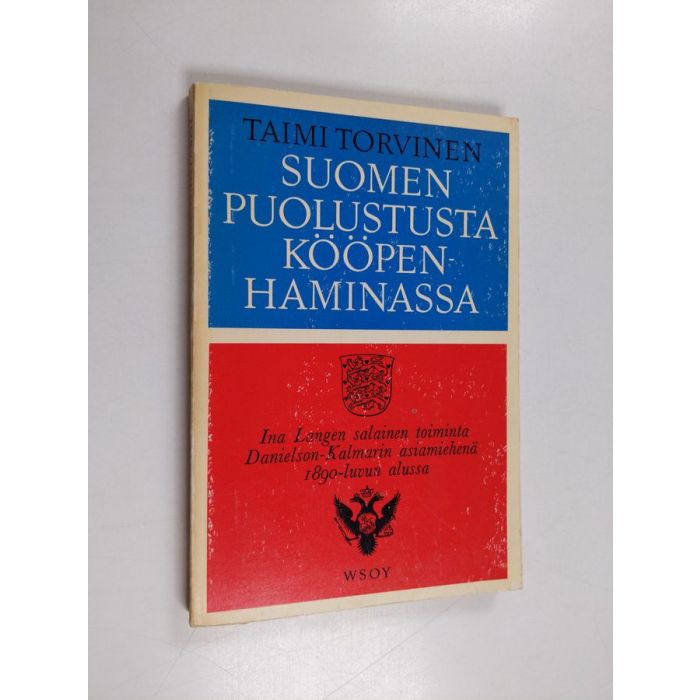 TAIMI TORVINEN
SUOMEN
PUOLUSTUSTA
KÖÖPEN-
HAMINASSA
Ina Langen salainen toiminta
Danielson-Kalmarin asiamiehenä
1890-luvun alussa
WSOY